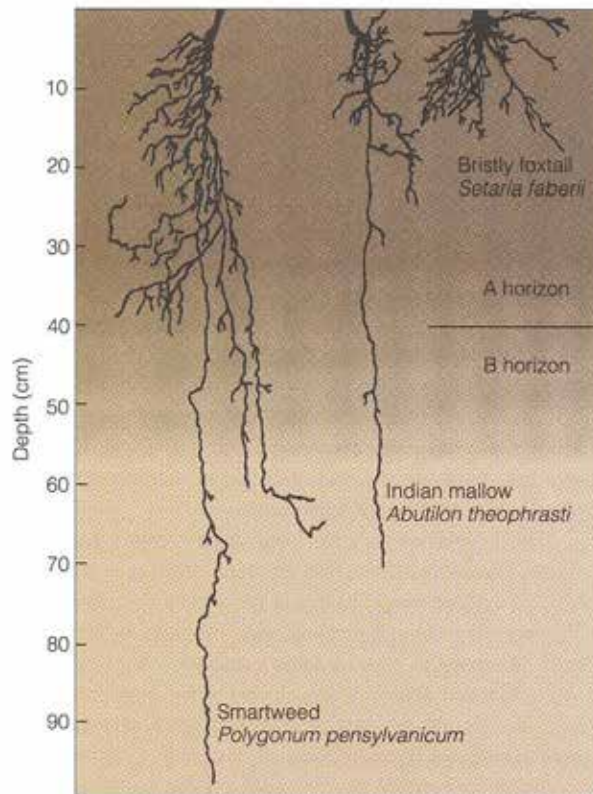 10
20
Bristly foxtail
Setaria faberii
30
A horizon
40
B horizon
Depth (cm)
50
60
Indian mallow
Abutilon theophrasti
70
80
Smartweed
Polygonum pensylvanicum
90